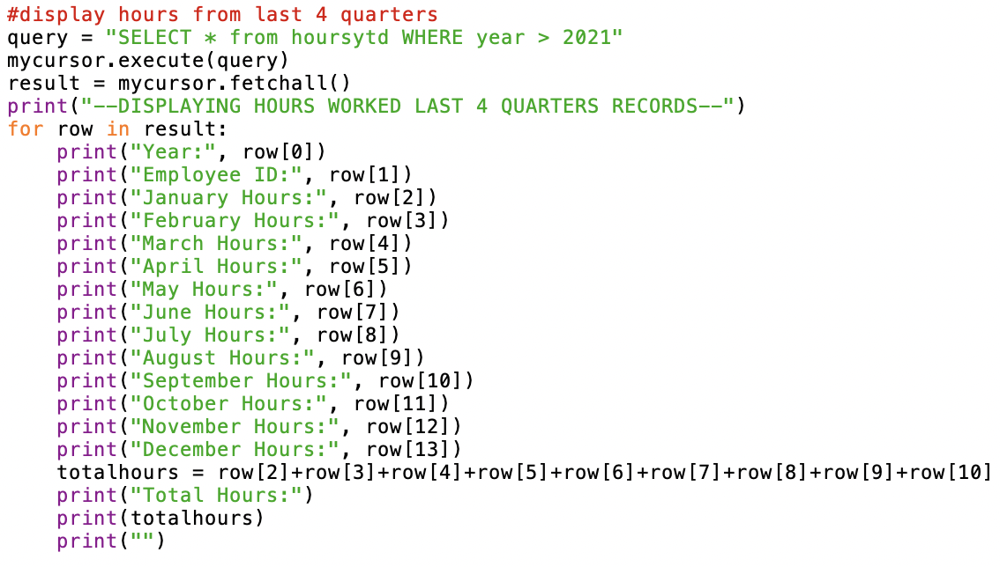 #display hours from last 4 quarters
query = "SELECT * from hoursytd WHERE year > 2021"
mycursor.execute(query)
result = mycursor.fetchall()
print("--DISPLAYING HOURS WORKED LAST 4 QUARTERS RECORDS--")
for row in result:
    print("Year:", row[0])
    print("Employee ID:", row[1])
    print("January Hours:", row[2])
    print("February Hours:", row[3])
    print("March Hours:", row[4])
    print("April Hours:", row[5])
    print("May Hours:", row[6])
    print("June Hours:", row[7])
    print("July Hours:", row[8])
    print("August Hours:", row[9])
    print("September Hours:", row[10])
    print("October Hours:", row[11])
    print("November Hours:", row[12])
    print("December Hours:", row[13])
    totalhours = row[2]+row[3]+row[4]+row[5]+row[6]+row[7]+row[8]+row[9]+row[10]
    print("Total Hours:")
    print(totalhours)
    print("")